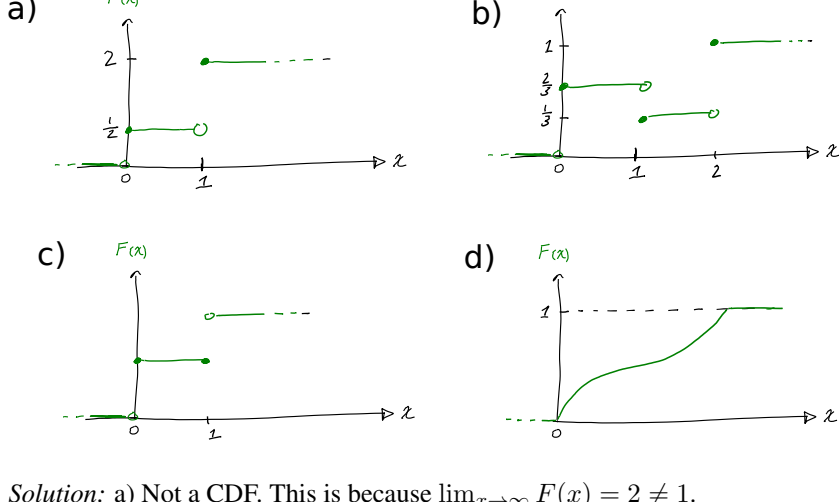 a)
F(x)
2
1/2
0
1
x
b)
1
2/3
1/3
0
1
2
x
c)
F(x)
0
1
x
d)
F(x)
1
0
x
Solution: a) Not a CDF. This is because lim_{x→∞} F(x) = 2 ≠ 1.